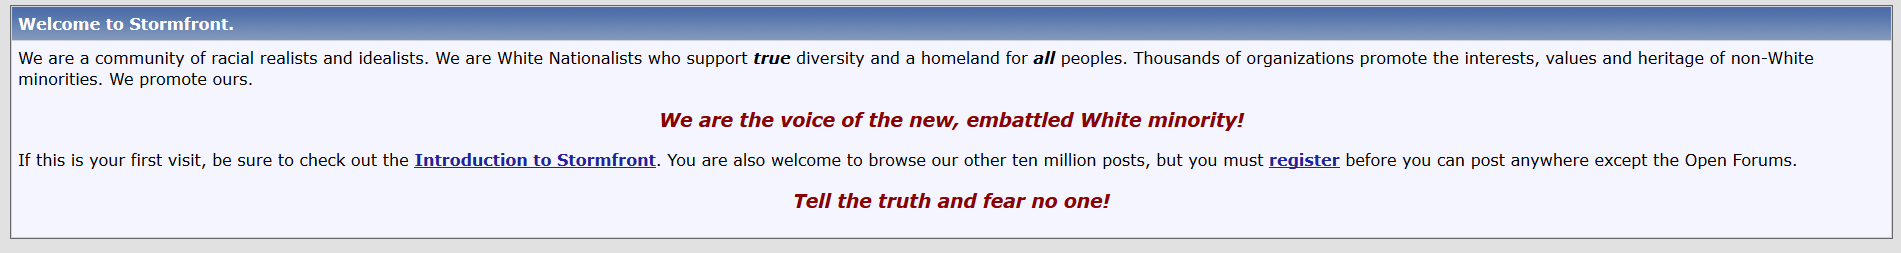 Welcome to Stormfront.
We are a community of racial realists and idealists. We are White Nationalists who support true diversity and a homeland for all peoples. Thousands of organizations promote the interests, values and heritage of non-White
minorities. We promote ours.
We are the voice of the new, embattled White minority!
If this is your first visit, be sure to check out the Introduction to Stormfront. You are also welcome to browse our other ten million posts, but you must register before you can post anywhere except the Open Forums.
Tell the truth and fear no one!